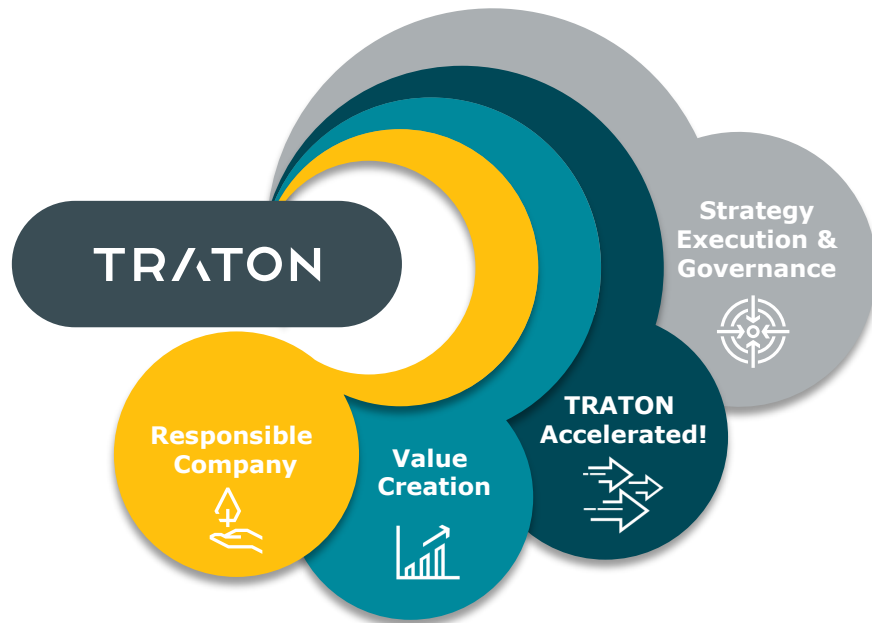 TRATON
Responsible
Company
Value
Creation
TRATON
Accelerated!
Strategy
Execution &
Governance